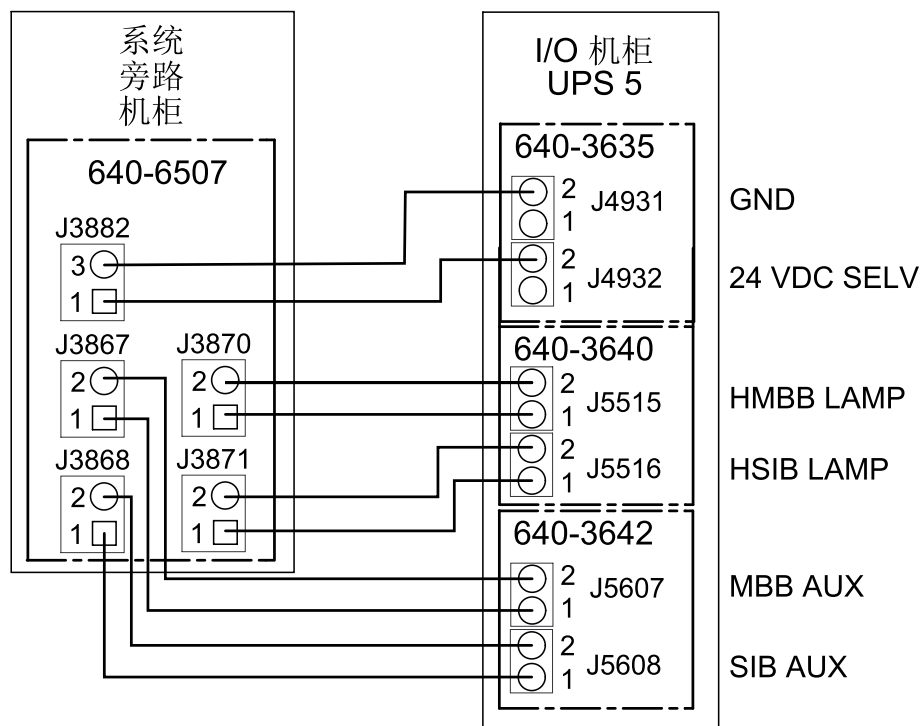 系统
旁路
机柜
640-6507
J3882
3
1
J3867
2
1
J3870
2
1
J3868
2
1
J3871
2
1
I/O 机柜
UPS 5
640-3635
2
1
J4931
GND
2
1
J4932
24 VDC SELV
640-3640
2
1
J5515
HMBB LAMP
2
1
J5516
HSIB LAMP
640-3642
2
1
J5607
MBB AUX
2
1
J5608
SIB AUX